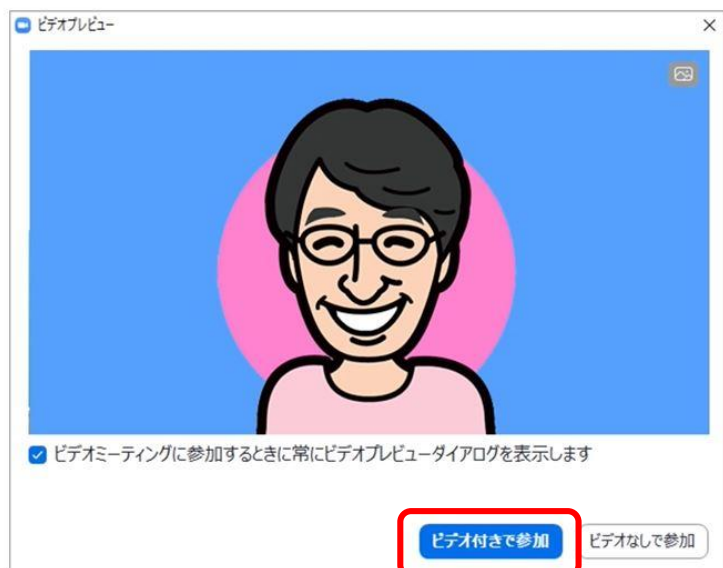 ビデオプレビュー
ビデオミーティングに参加するときに常にビデオプレビューダイアログを表示します
ビデオ付きで参加
ビデオなしで参加